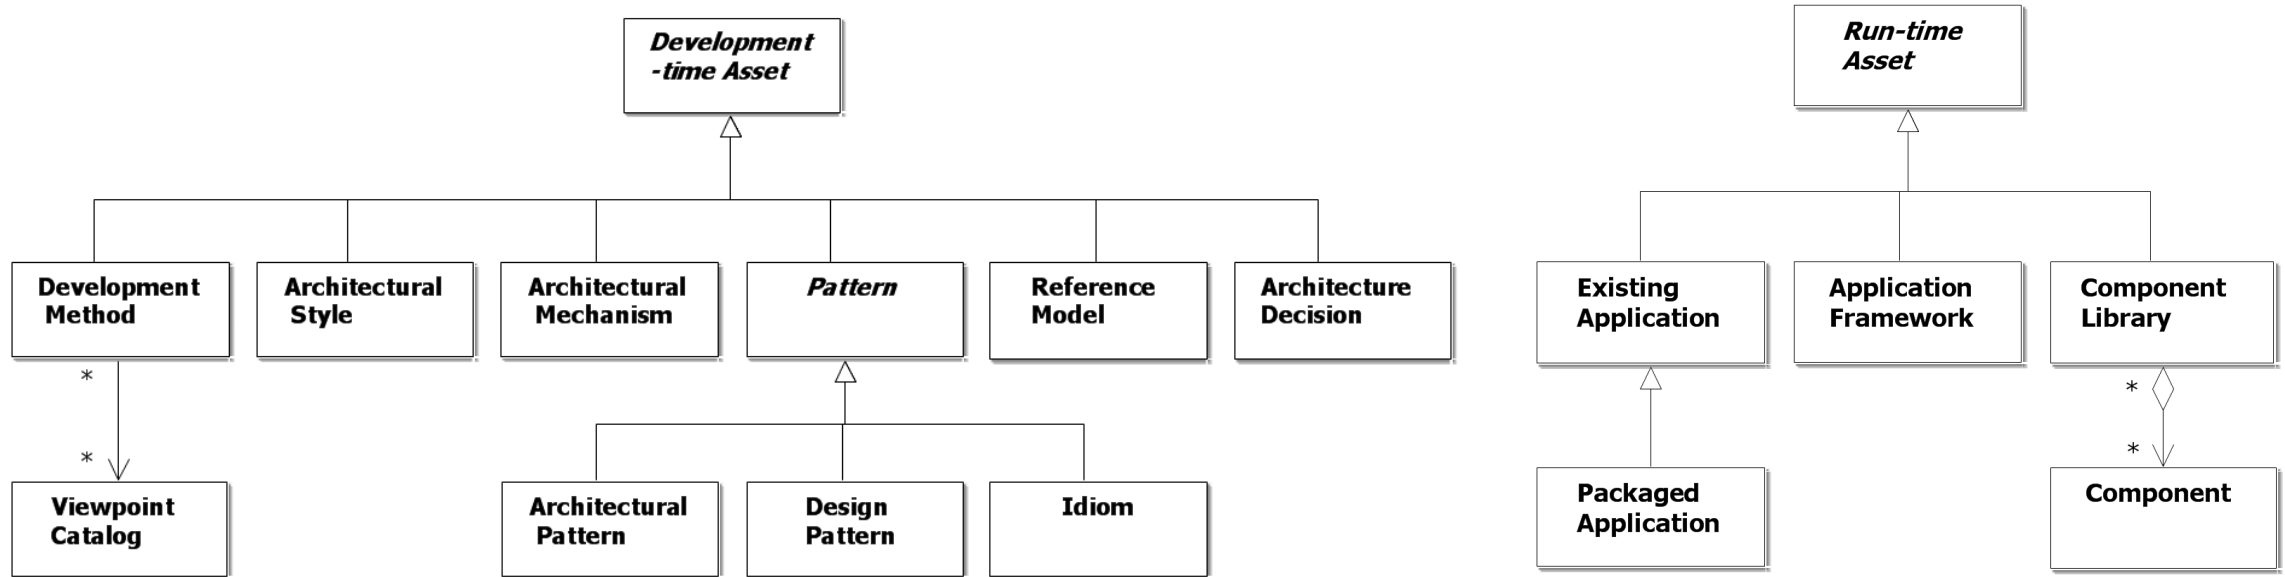 Development
-time Asset
Run-time
Asset
Development
Method
Architectural
Style
Architectural
Mechanism
Pattern
Reference
Model
Architecture
Decision
Existing
Application
Application
Framework
Component
Library
*
*
*
*
Viewpoint
Catalog
Architectural
Pattern
Design
Pattern
Idiom
Packaged
Application
Component